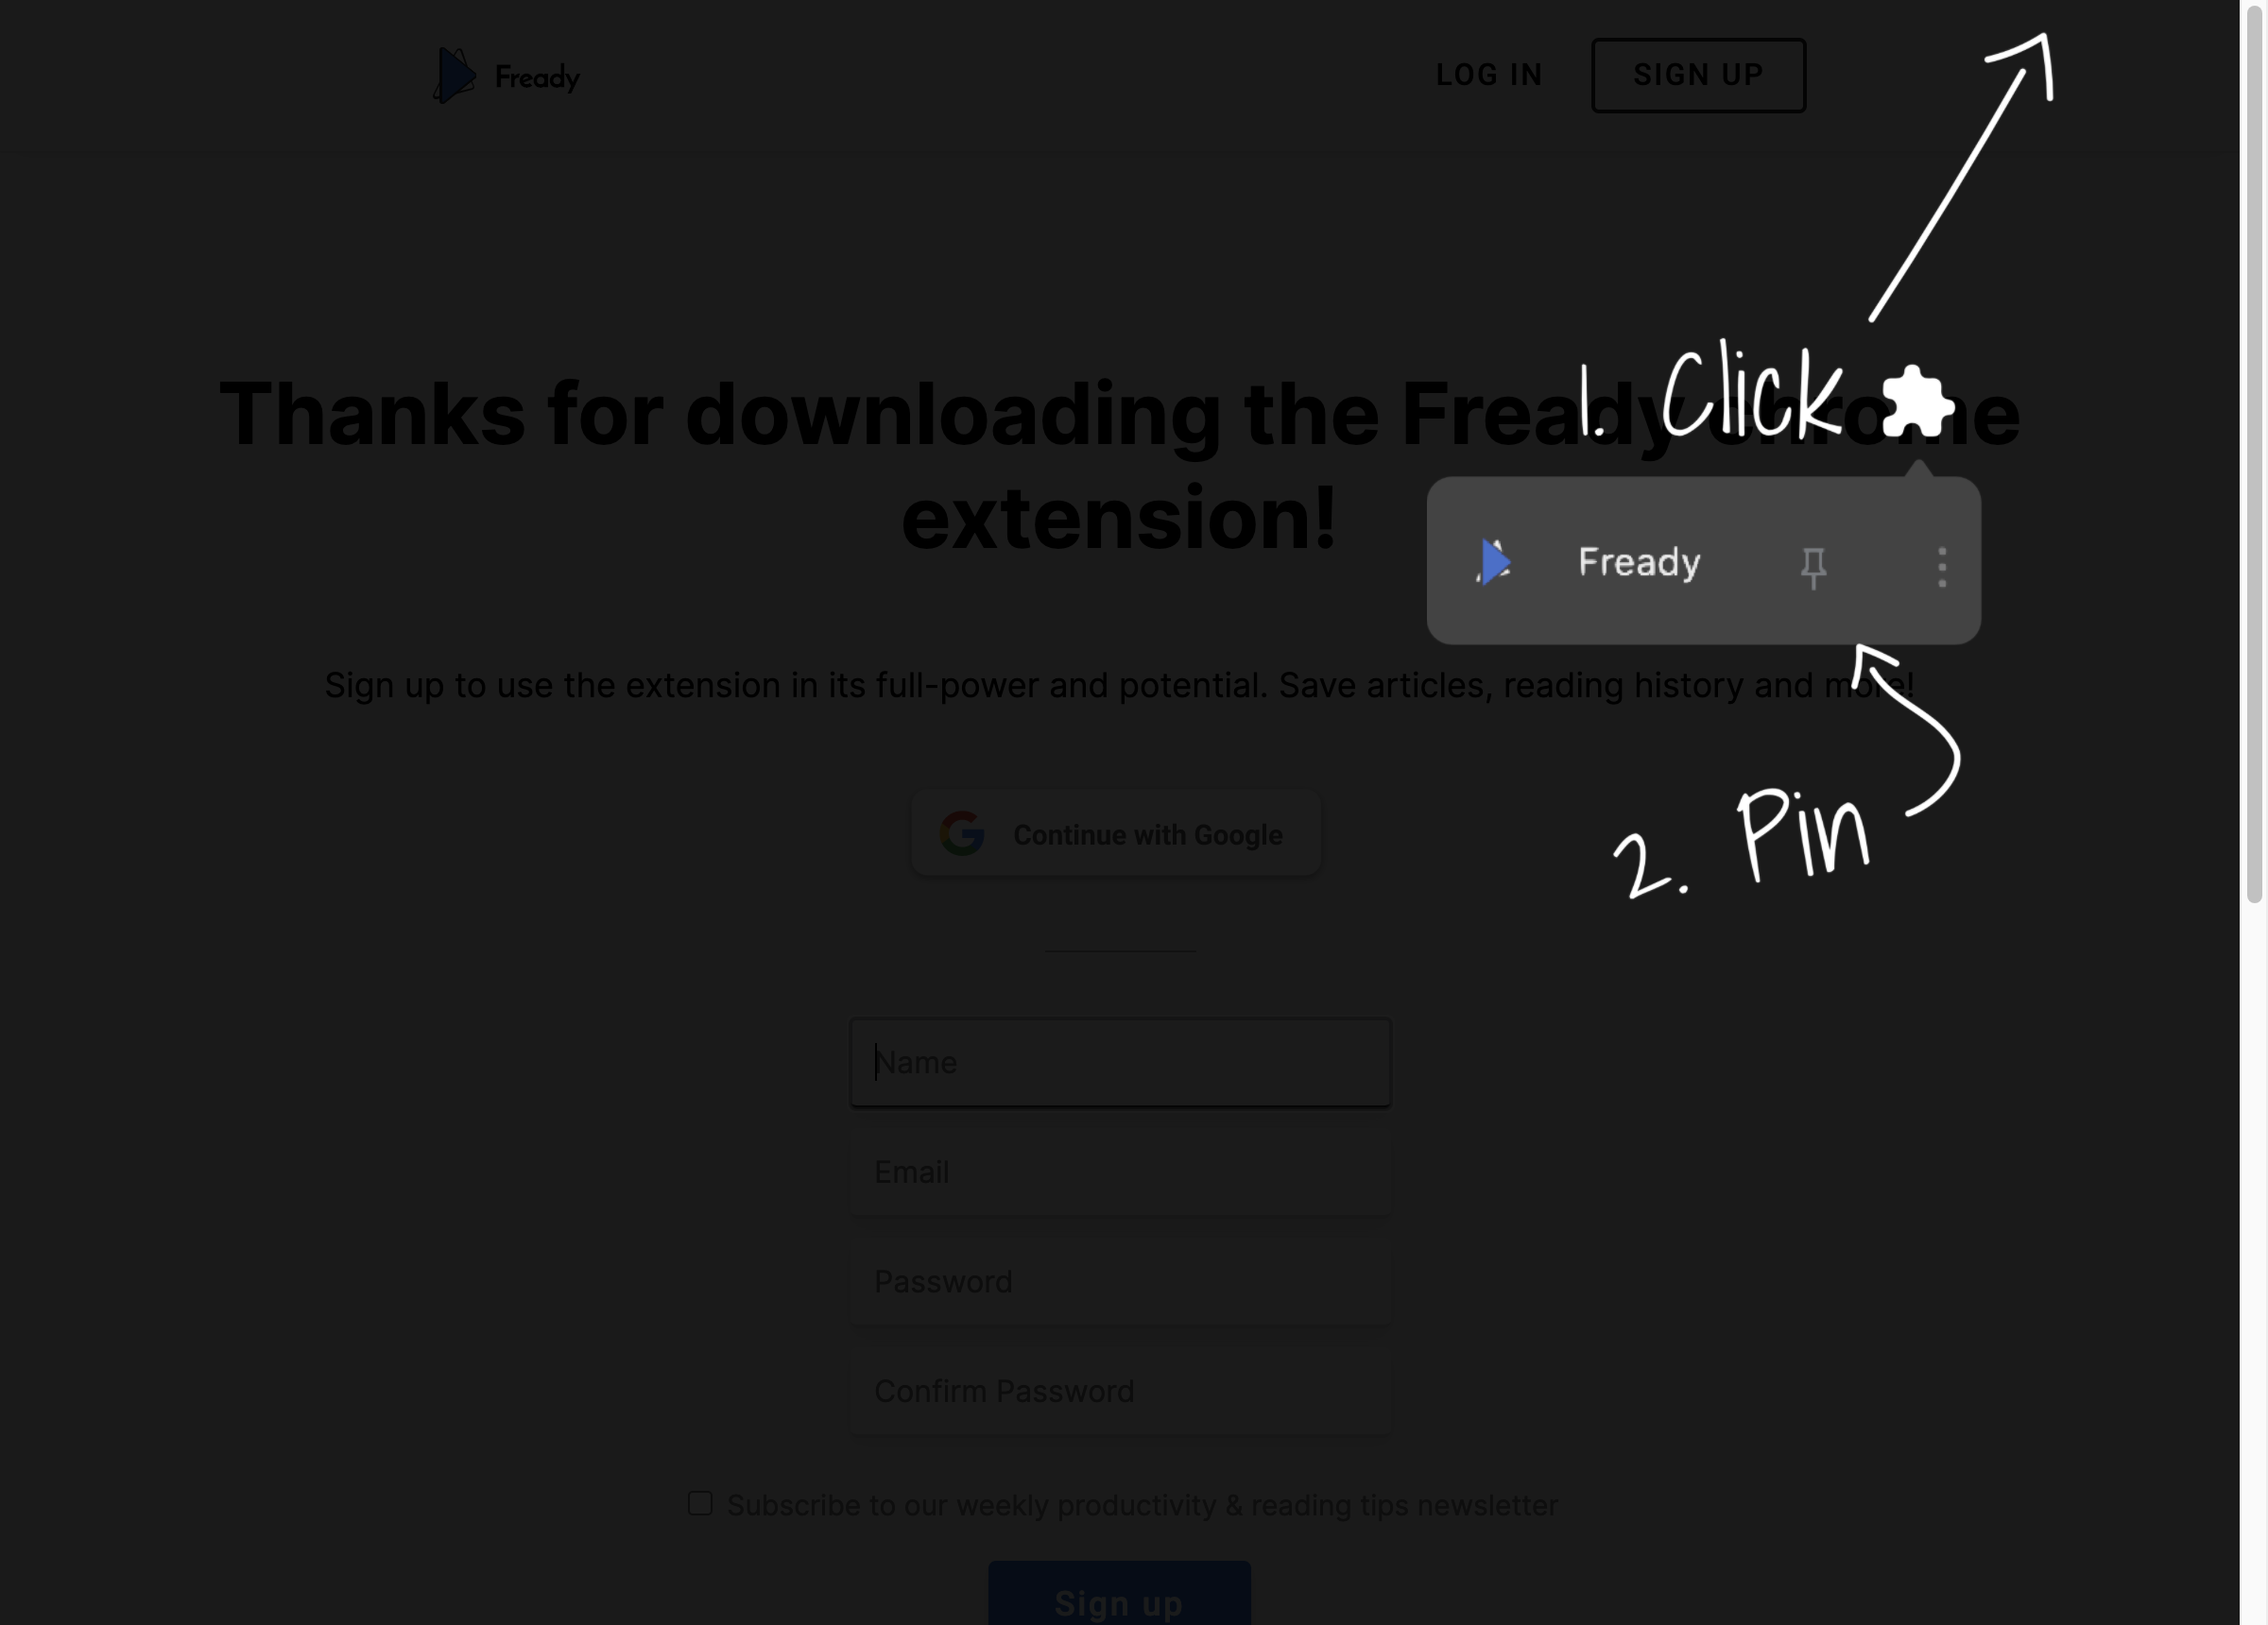 Fready
LOG IN
SIGN UP
1. Click
Thanks for downloading the Fready chrome
extension!
Fready
Sign up to use the extension in its full-power and potential. Save articles, reading history and more!
2. Pin
Continue with Google
Name
Email
Password
Confirm Password
Subscribe to our weekly productivity & reading tips newsletter
Sign up